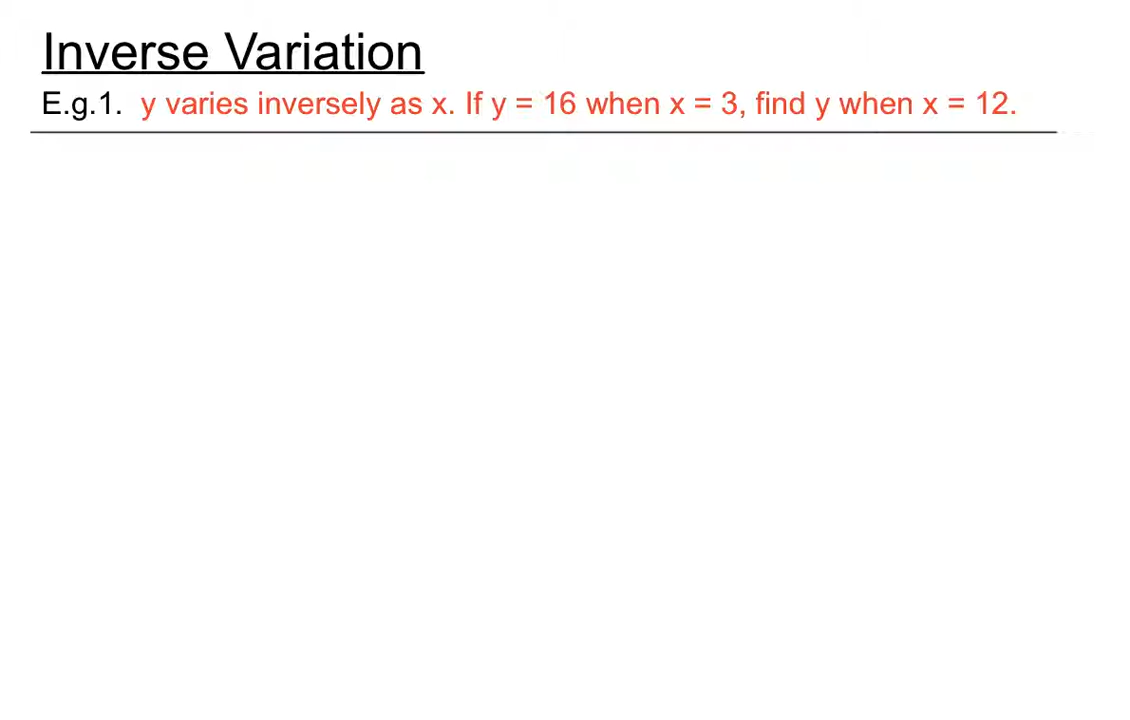 Inverse Variation
E.g.1. y varies inversely as x. If y = 16 when x = 3, find y when x = 12.